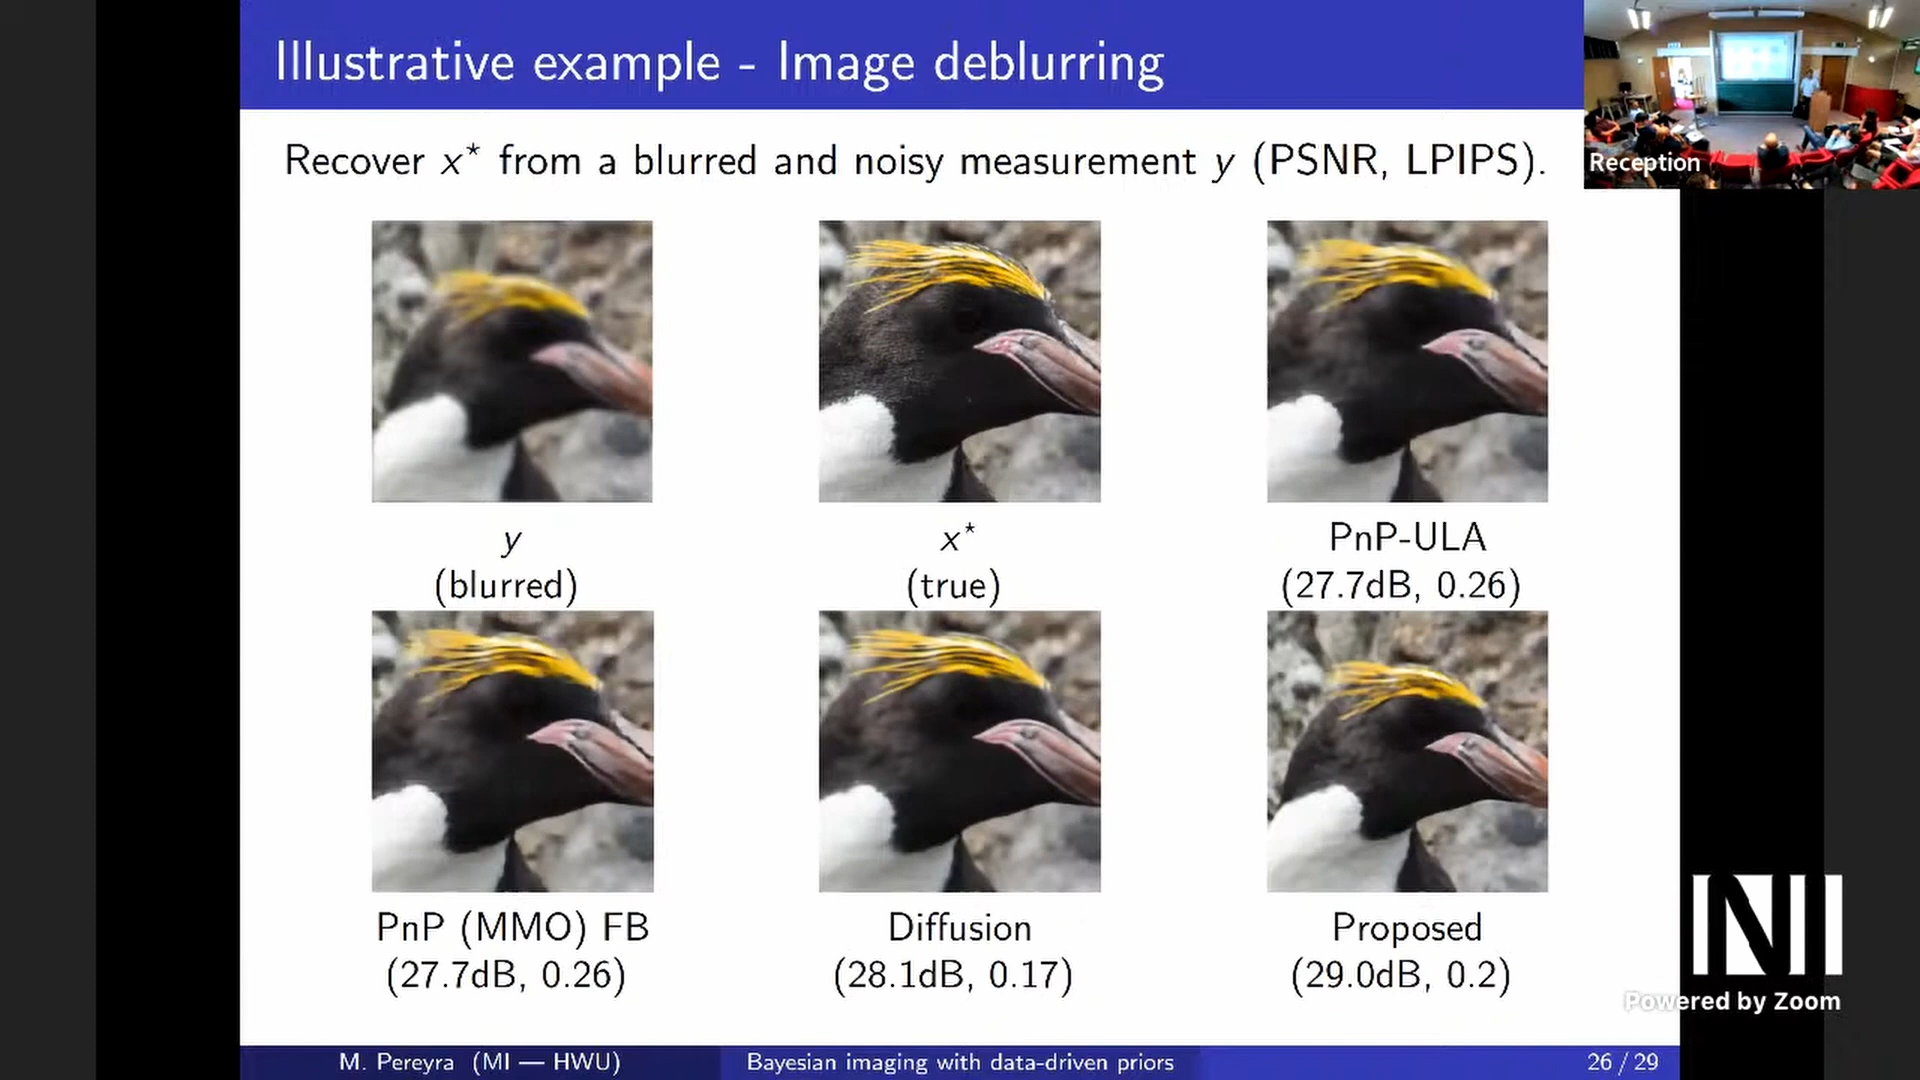 Illustrative example - Image deblurring
Reception
Recover x* from a blurred and noisy measurement y (PSNR, LPIPS).
y
(blurred)
x*
(true)
PnP-ULA
(27.7dB, 0.26)
PnP (MMO) FB
(27.7dB, 0.26)
Diffusion
(28.1dB, 0.17)
Proposed
(29.0dB, 0.2)
NI
Powered by Zoom
M. Pereyra (MI — HWU)
Bayesian imaging with data-driven priors
26 / 29